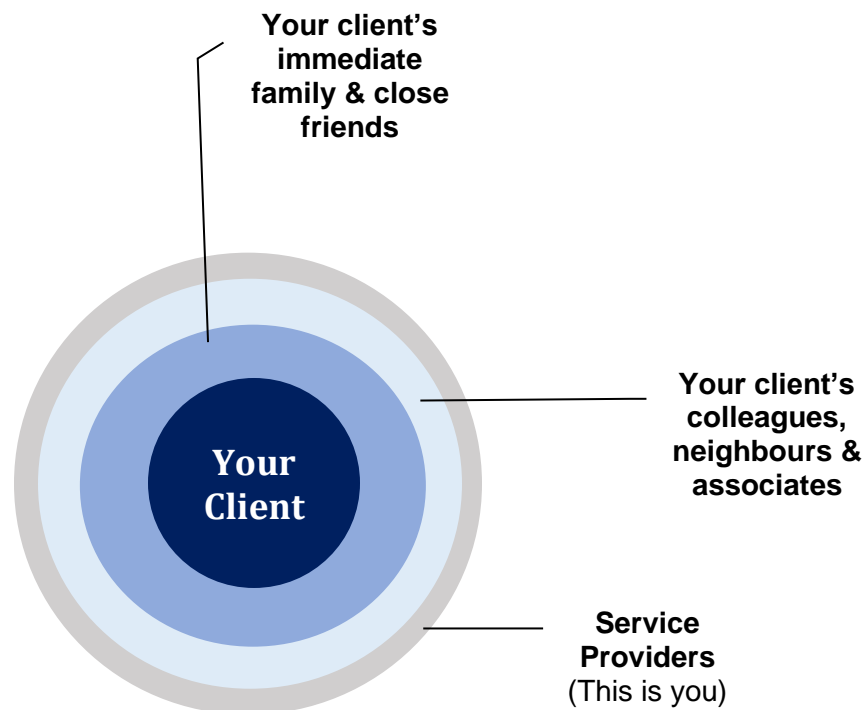 Your client's
immediate
family & close
friends
Your client's
colleagues,
neighbours &
associates
Your
Client
Service
Providers
(This is you)